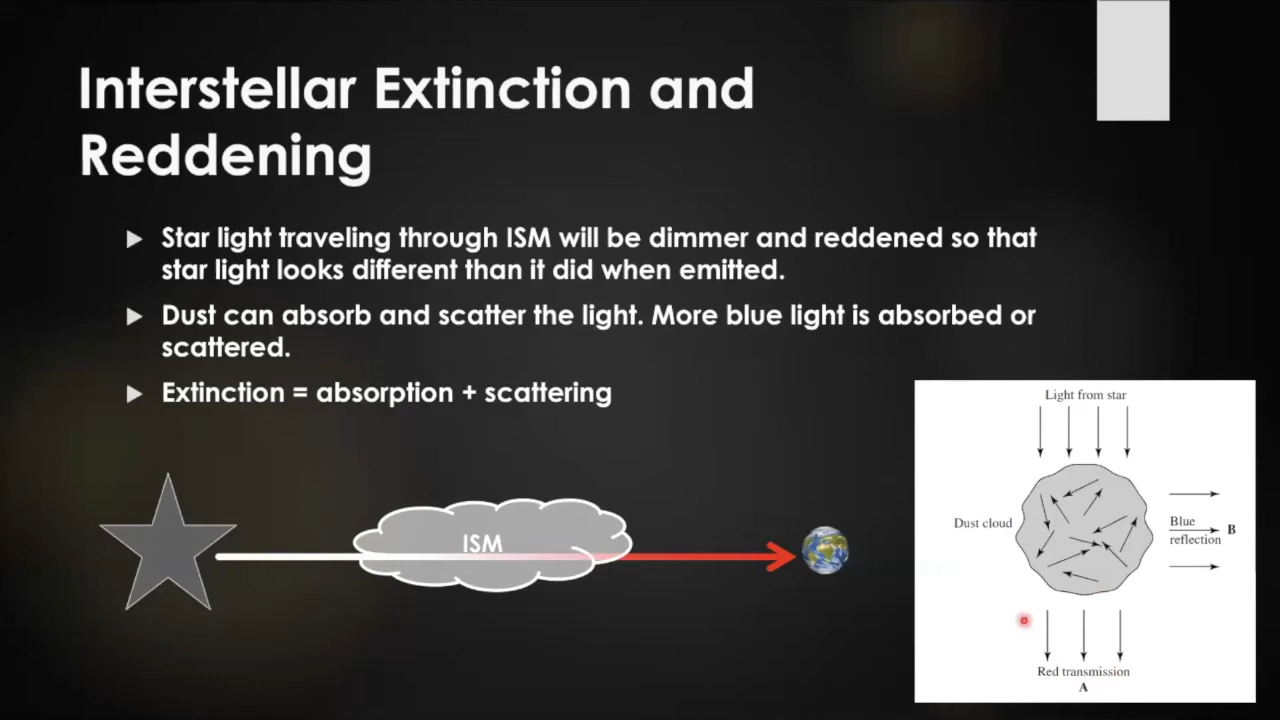 Interstellar Extinction and
Reddening
Star light traveling through ISM will be dimmer and reddened so that
star light looks different than it did when emitted.
Dust can absorb and scatter the light. More blue light is absorbed or
scattered.
Extinction = absorption + scattering
ISM
Light from star
Dust cloud
Blue
reflection
B
Red transmission
A